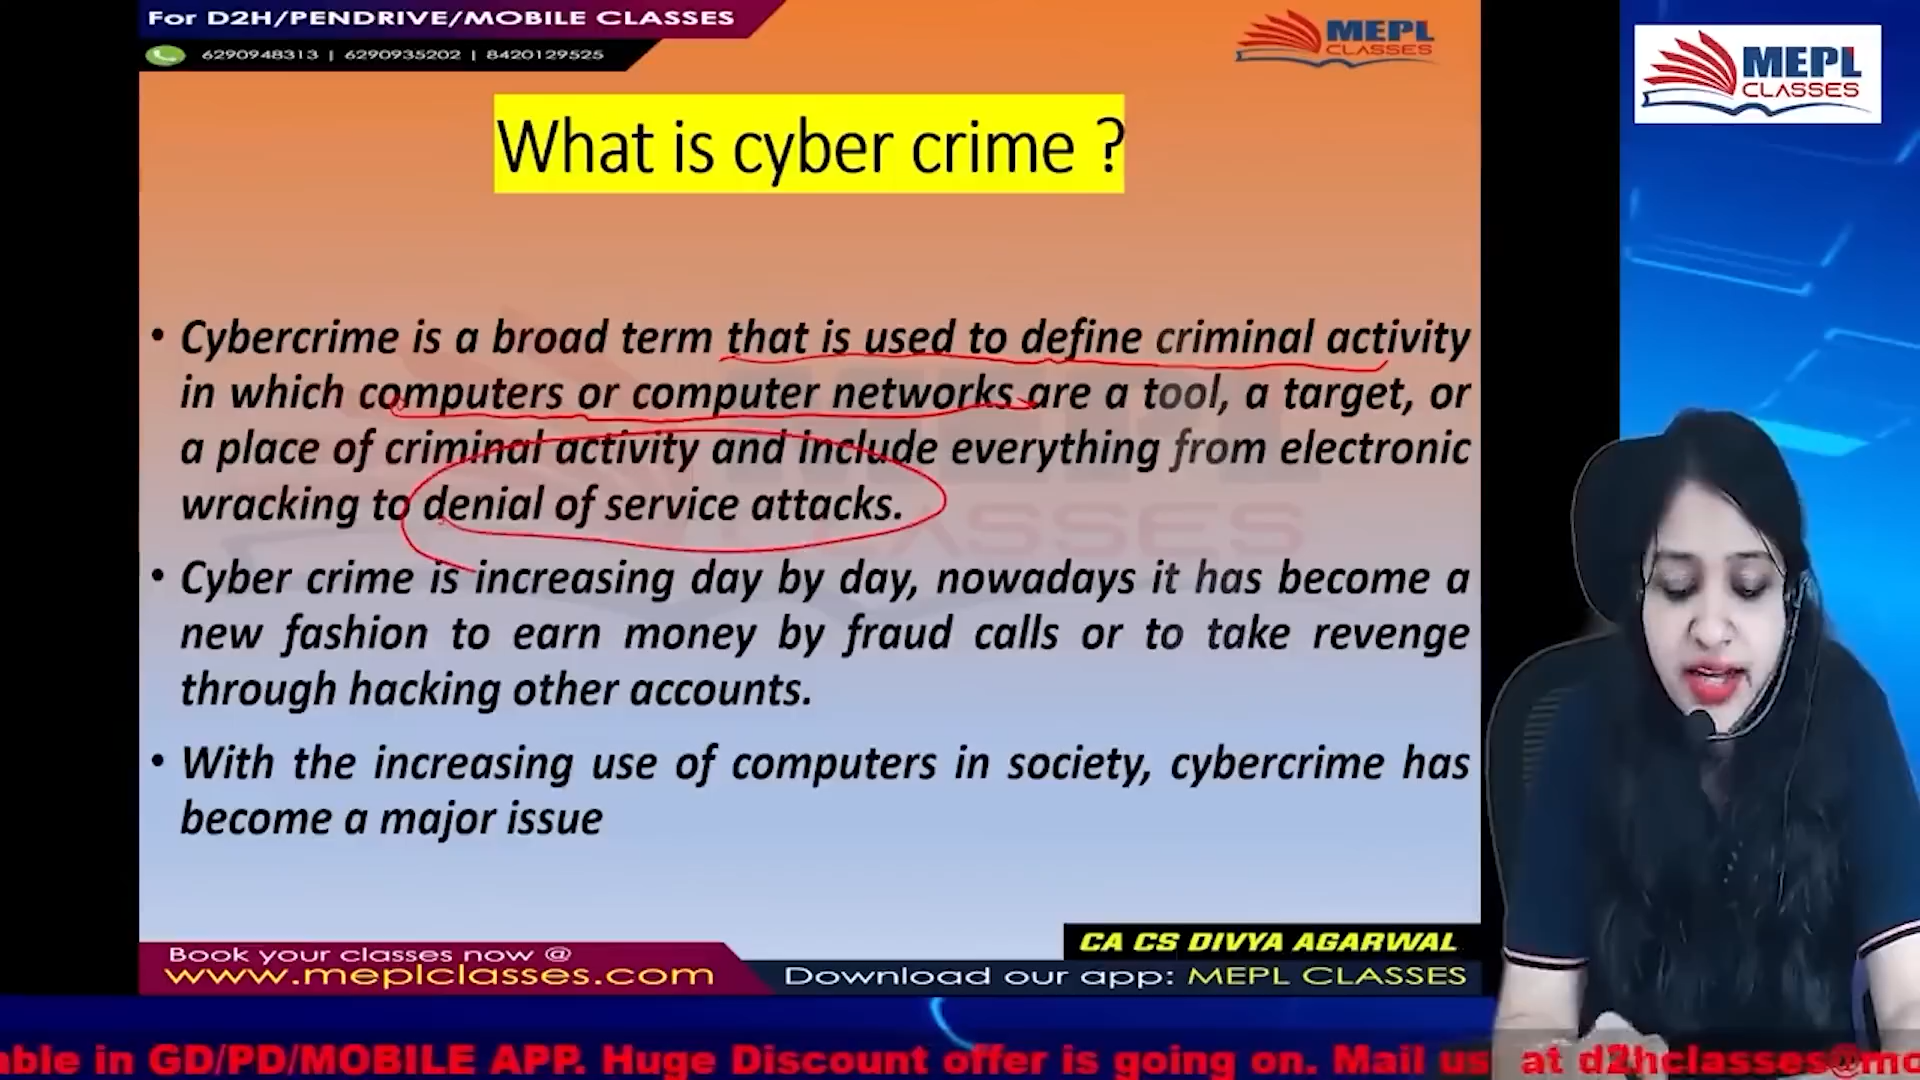 For D2H/PENDRIVE/MOBILE CLASSES
6290948313 | 6290935202 | 8420129525
MEPL
CLASSES
MEPL
CLASSES
What is cyber crime ?
• Cybercrime is a broad term that is used to define criminal activity
in which computers or computer networks are a tool, a target, or
a place of criminal activity and include everything from electronic
wracking to denial of service attacks.
• Cyber crime is increasing day by day, nowadays it has become a
new fashion to earn money by fraud calls or to take revenge
through hacking other accounts.
• With the increasing use of computers in society, cybercrime has
become a major issue
CA CS DIVYA AGARWAL
Book your classes now @
www.meplclasses.com
Download our app: MEPL CLASSES
able in GD/PD/MOBILE APP. Huge Discount offer is going on. Mail us at d2hclasses@